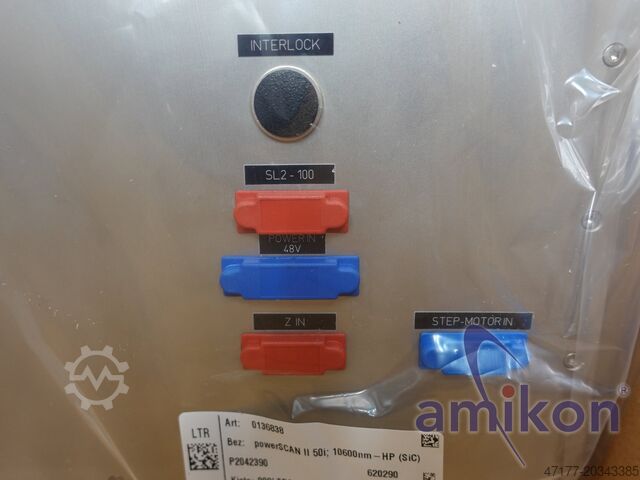 INTERLOCK
SL2-100
POWER IN
48V
Z IN
STEP-MOTOR IN
amikon
LTR
Art: 0136838
Bez: powerSCAN II 50i; 10600nm-HP (SiC)
P2042390
620290
47177-20343385